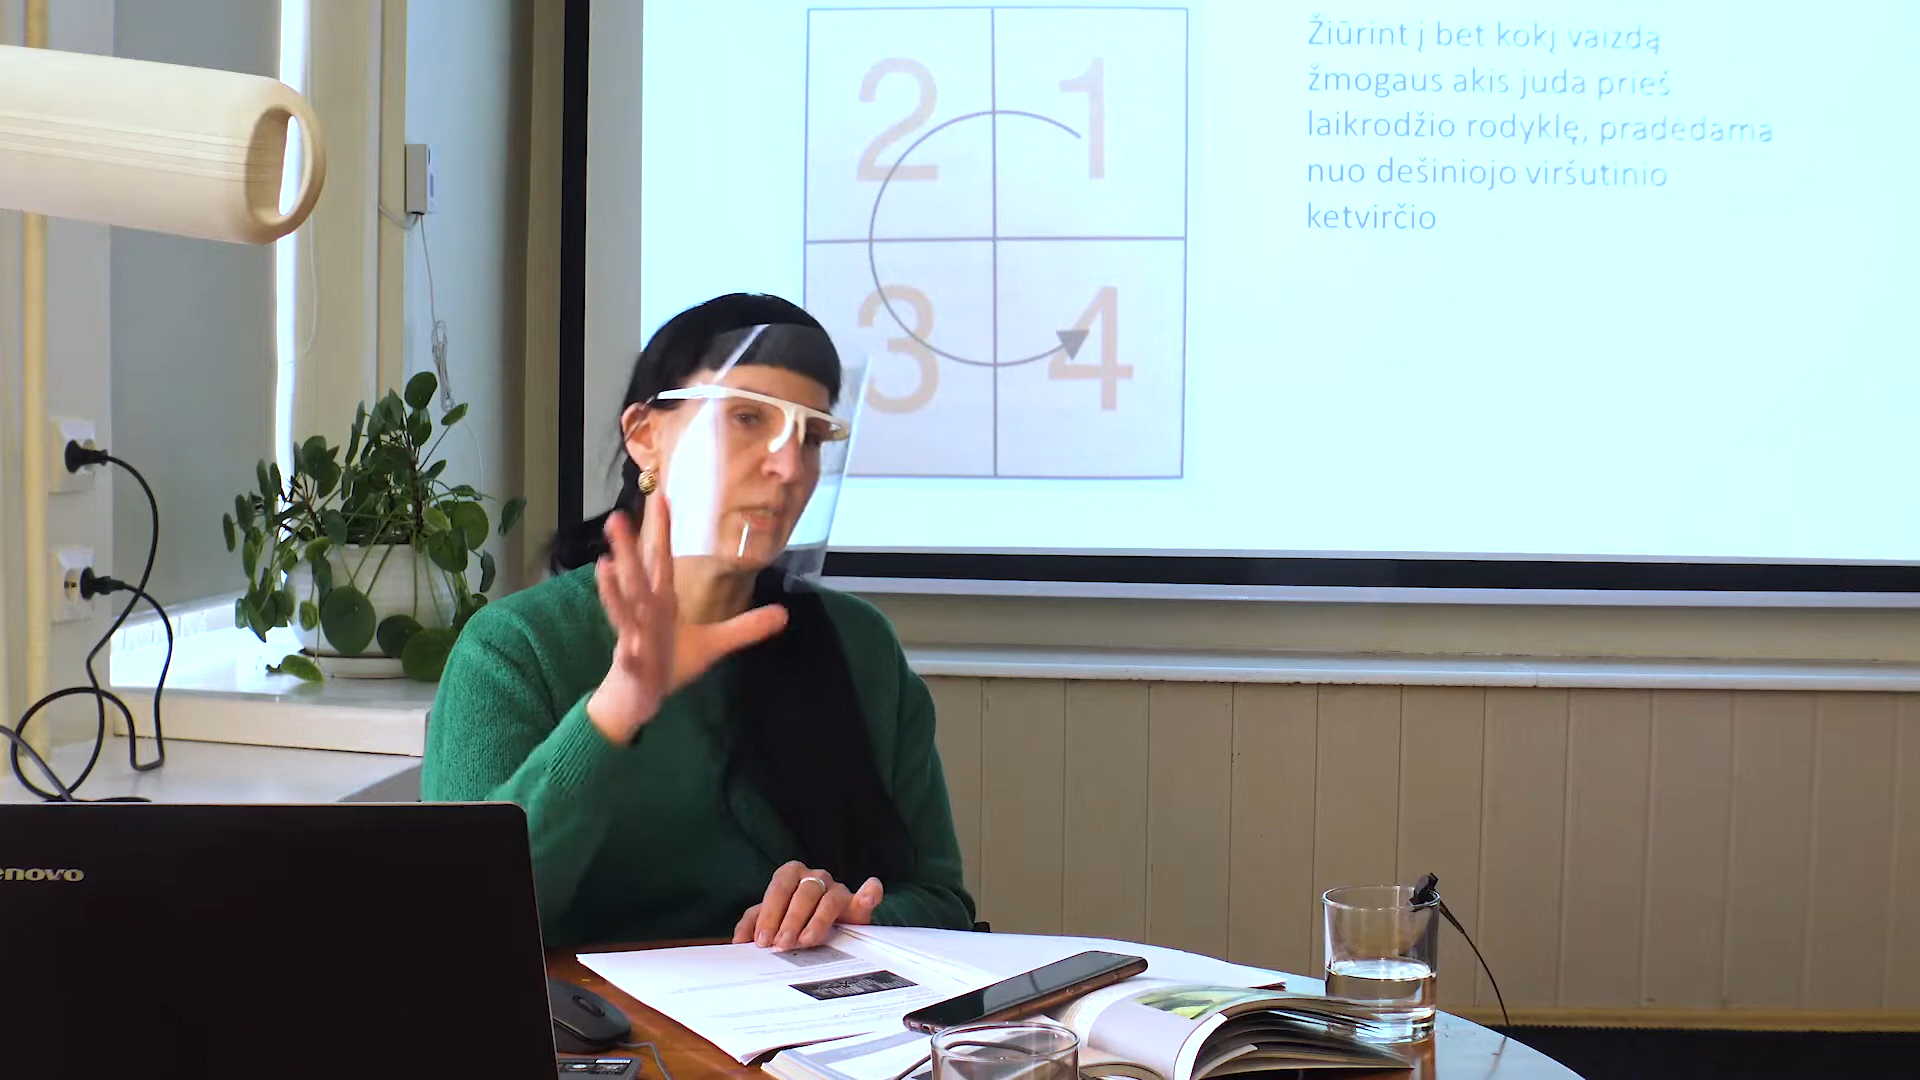 2 1
3 4
Žiūrint į bet kokį vaizdą
žmogaus akis juda prieš
laikrodžio rodyklę, pradedama
nuo dešiniojo viršutinio
ketvirčio
enovo